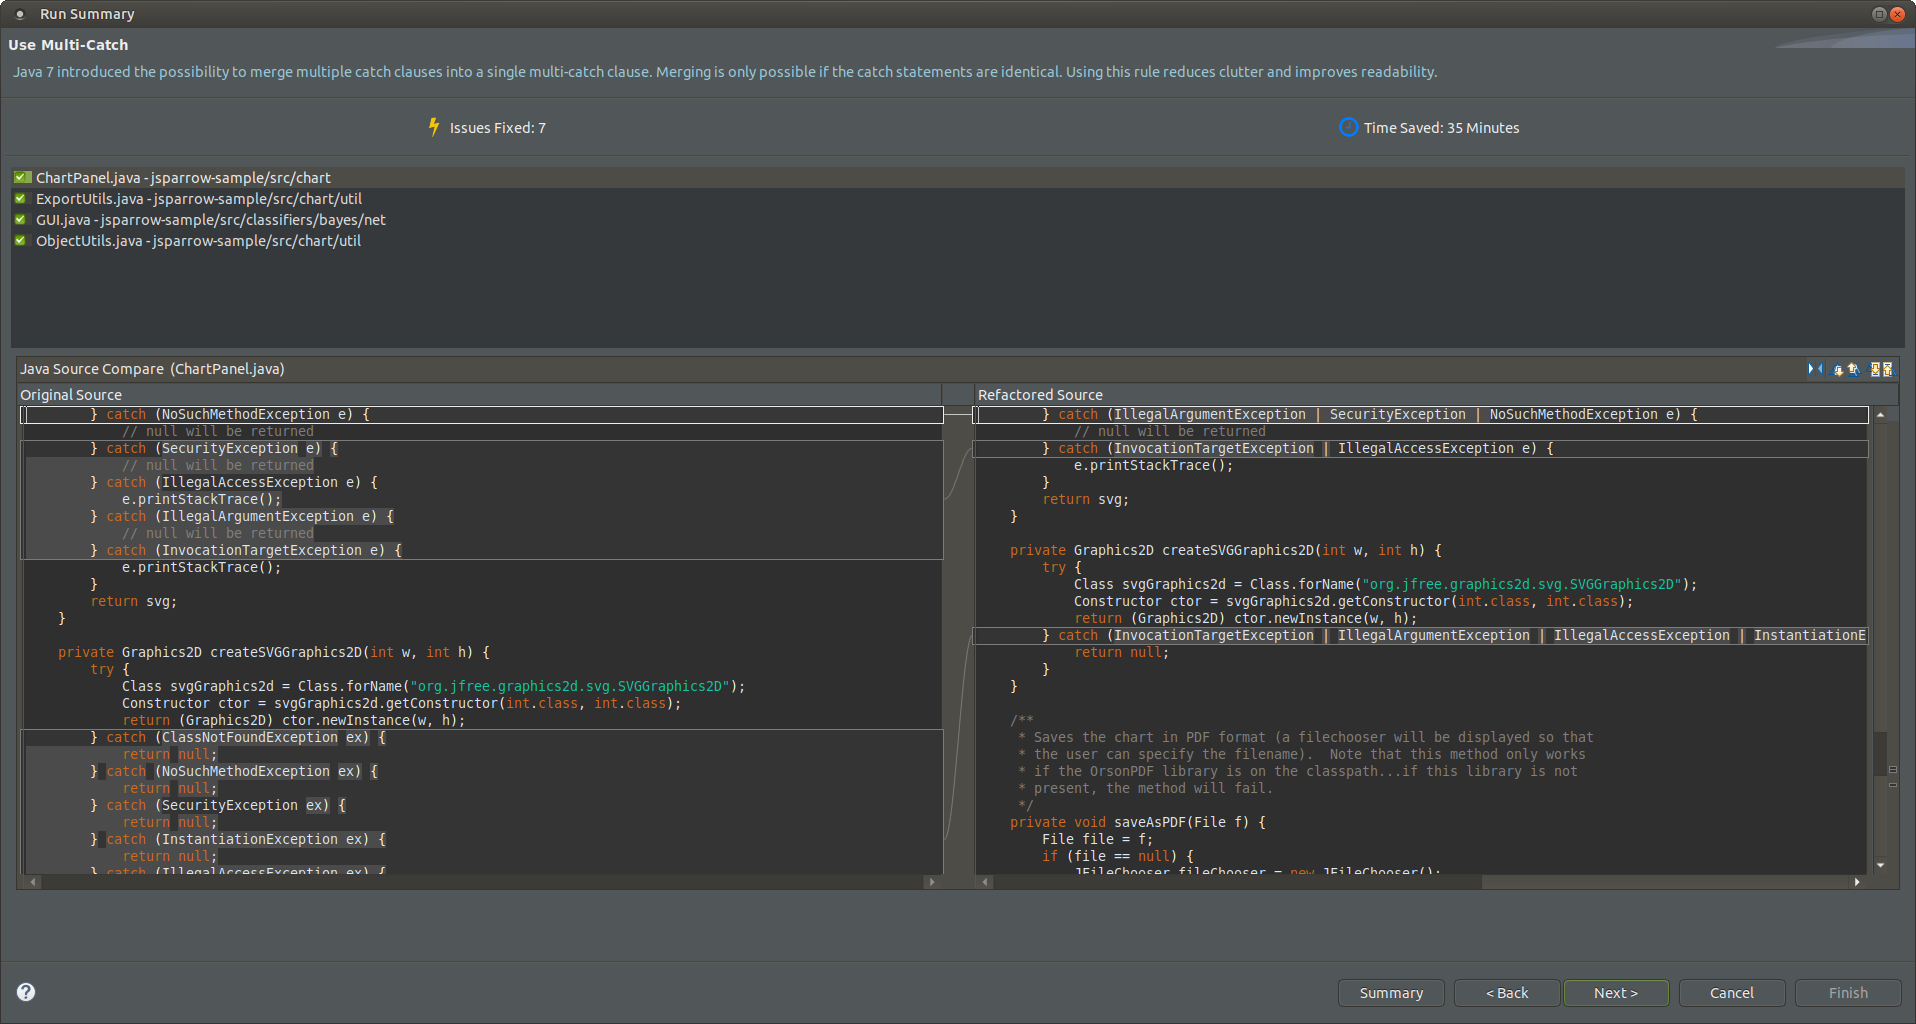 Run Summary
Use Multi-Catch
Java 7 introduced the possibility to merge multiple catch clauses into a single multi-catch clause. Merging is only possible if the catch statements are identical. Using this rule reduces clutter and improves readability.
Issues Fixed: 7
Time Saved: 35 Minutes
ChartPanel.java - jsparrow-sample/src/chart
ExportUtils.java - jsparrow-sample/src/chart/util
GUI.java - jsparrow-sample/src/classifiers/bayes/net
ObjectUtils.java - jsparrow-sample/src/chart/util
Java Source Compare (ChartPanel.java)
Original Source
} catch (NoSuchMethodException e) {
// null will be returned
} catch (SecurityException e) {
// null will be returned
} catch (IllegalAccessException e) {
e.printStackTrace();
} catch (IllegalArgumentException e) {
// null will be returned
} catch (InvocationTargetException e) {
e.printStackTrace();
}
return svg;
}
private Graphics2D createSVGGraphics2D(int w, int h) {
try {
Class svgGraphics2d = Class.forName("org.jfree.graphics2d.svg.SVGGraphics2D");
Constructor ctor = svgGraphics2d.getConstructor(int.class, int.class);
return (Graphics2D) ctor.newInstance(w, h);
} catch (ClassNotFoundException ex) {
return null;
} catch (NoSuchMethodException ex) {
return null;
} catch (SecurityException ex) {
return null;
} catch (InstantiationException ex) {
return null;
} catch (IllegalAccessException ex) {
Refactored Source
} catch (IllegalArgumentException | SecurityException | NoSuchMethodException e) {
// null will be returned
} catch (InvocationTargetException | IllegalAccessException e) {
e.printStackTrace();
}
return svg;
}
private Graphics2D createSVGGraphics2D(int w, int h) {
try {
Class svgGraphics2d = Class.forName("org.jfree.graphics2d.svg.SVGGraphics2D");
Constructor ctor = svgGraphics2d.getConstructor(int.class, int.class);
return (Graphics2D) ctor.newInstance(w, h);
} catch (InvocationTargetException | IllegalArgumentException | IllegalAccessException | InstantiationE
return null;
}
}
/**
* Saves the chart in PDF format (a filechooser will be displayed so that
* the user can specify the filename).  Note that this method only works
* if the OrsonPDF library is on the classpath...if this library is not
* present, the method will fail.
*/
private void saveAsPDF(File f) {
File file = f;
if (file == null) {
JFileChooser fileChooser = new JFileChooser();
?
Summary
< Back
Next >
Cancel
Finish